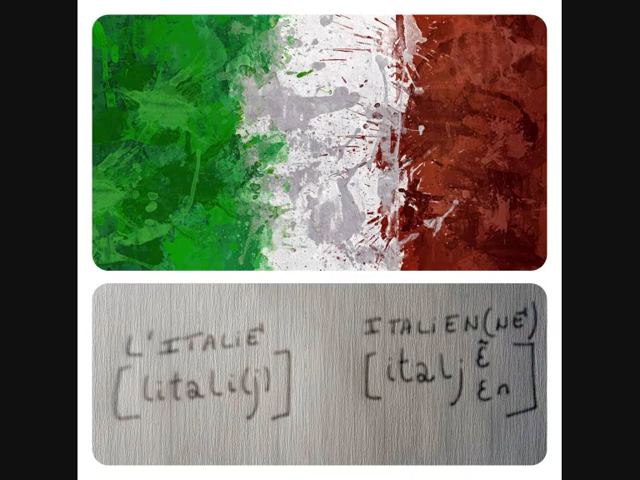 L'ITALIE
[litali(j)]
ITALIEN(NE)
[italj ɛ̃
ɛn]